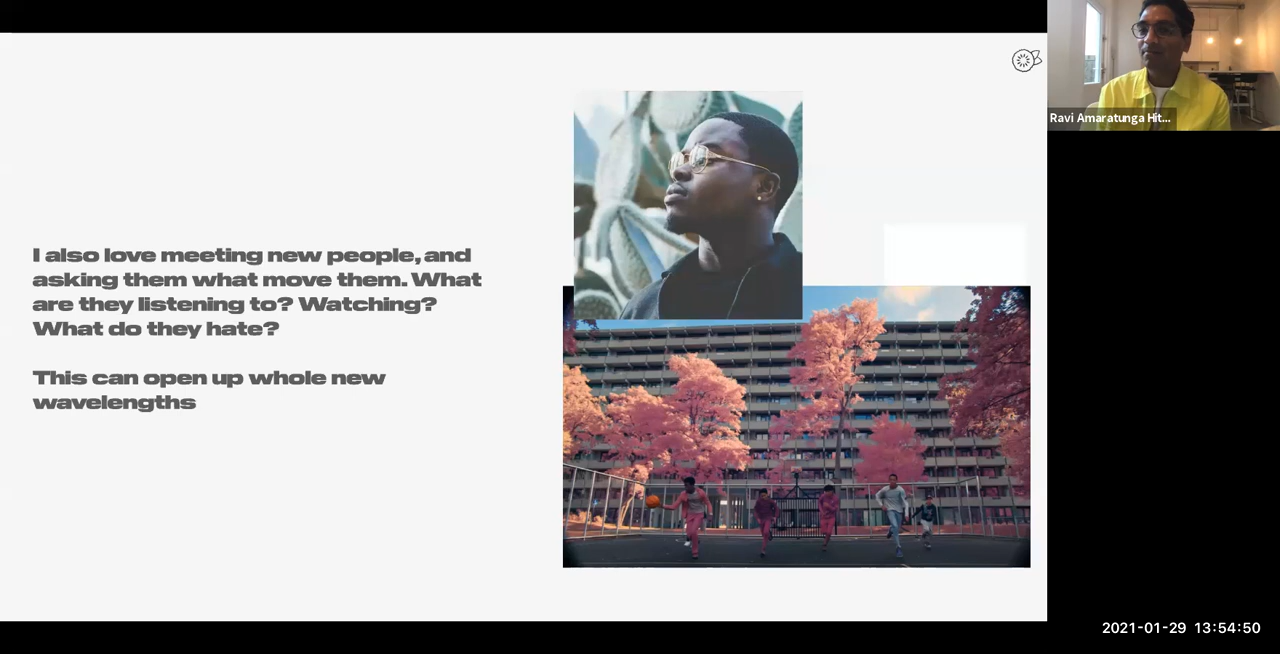 I also love meeting new people, and
asking them what move them. What
are they listening to? Watching?
What do they hate?
This can open up whole new
wavelengths
Ravi Amaratunga Hit...
2021-01-29 13:54:50